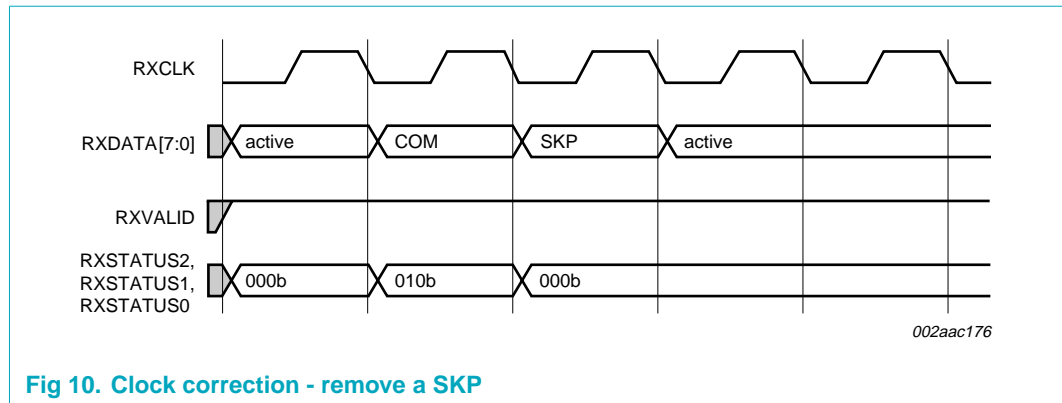 RXCLK
RXDATA[7:0] active COM SKP active
RXVALID
RXSTATUS2,
RXSTATUS1, 000b 010b 000b
RXSTATUS0
002aac176
Fig 10. Clock correction - remove a SKP